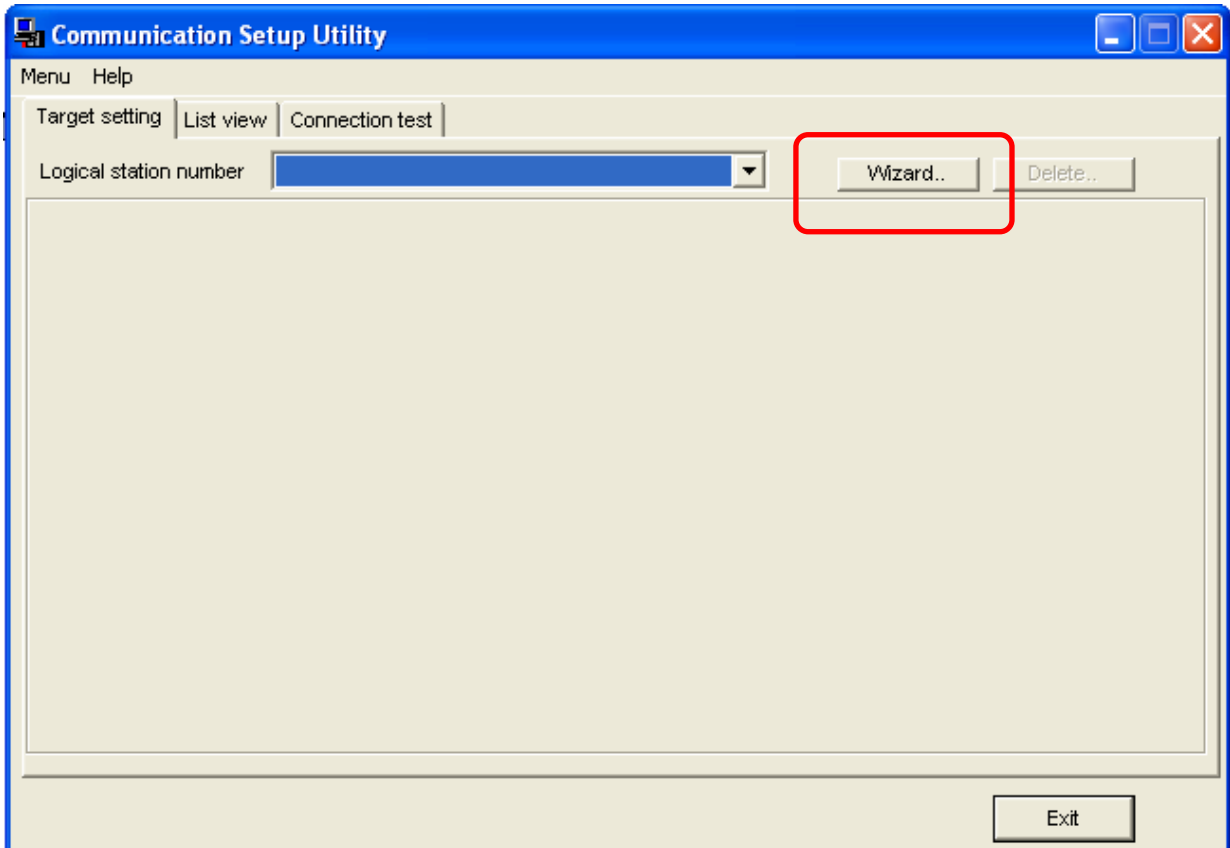 Communication Setup Utility
Menu Help
Target setting List view Connection test
Logical station number Wizard.. Delete..
Exit